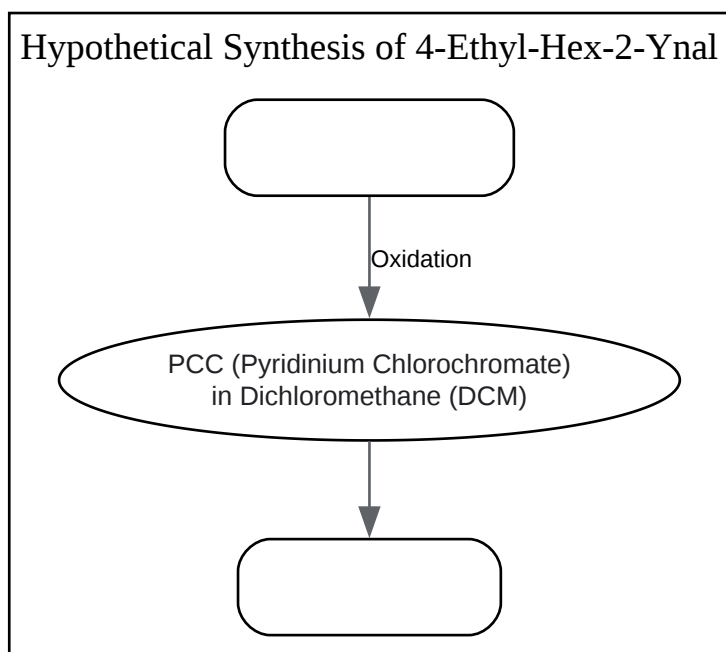 Hypothetical Synthesis of 4-Ethyl-Hex-2-Ynal
Oxidation
PCC (Pyridinium Chlorochromate)
in Dichloromethane (DCM)